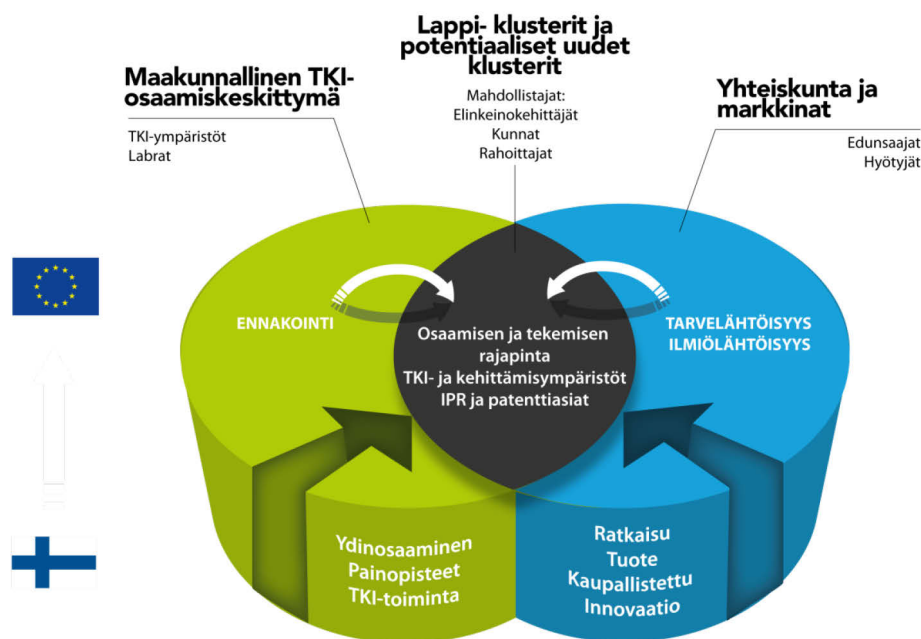 Maakunnallinen TKI-
osaamiskeskittymä
TKI-ympäristöt
Labrat
Lappi- klusterit ja
potentiaaliset uudet
klusterit
Mahdollistajat:
Elinkeinokehittäjät
Kunnat
Rahoittajat
Yhteiskunta ja
markkinat
Edunsaajat
Hyötyjät
ENNAKOINTI
Osaamisen ja tekemisen
rajapinta
TKI- ja kehittämisympäristöt
IPR ja patenttiasiat
TARVELÄHTÖISYYS
ILMIÖLÄHTÖISYYS
Ydinosaaminen
Painopisteet
TKI-toiminta
Ratkaisu
Tuote
Kaupallistettu
Innovaatio